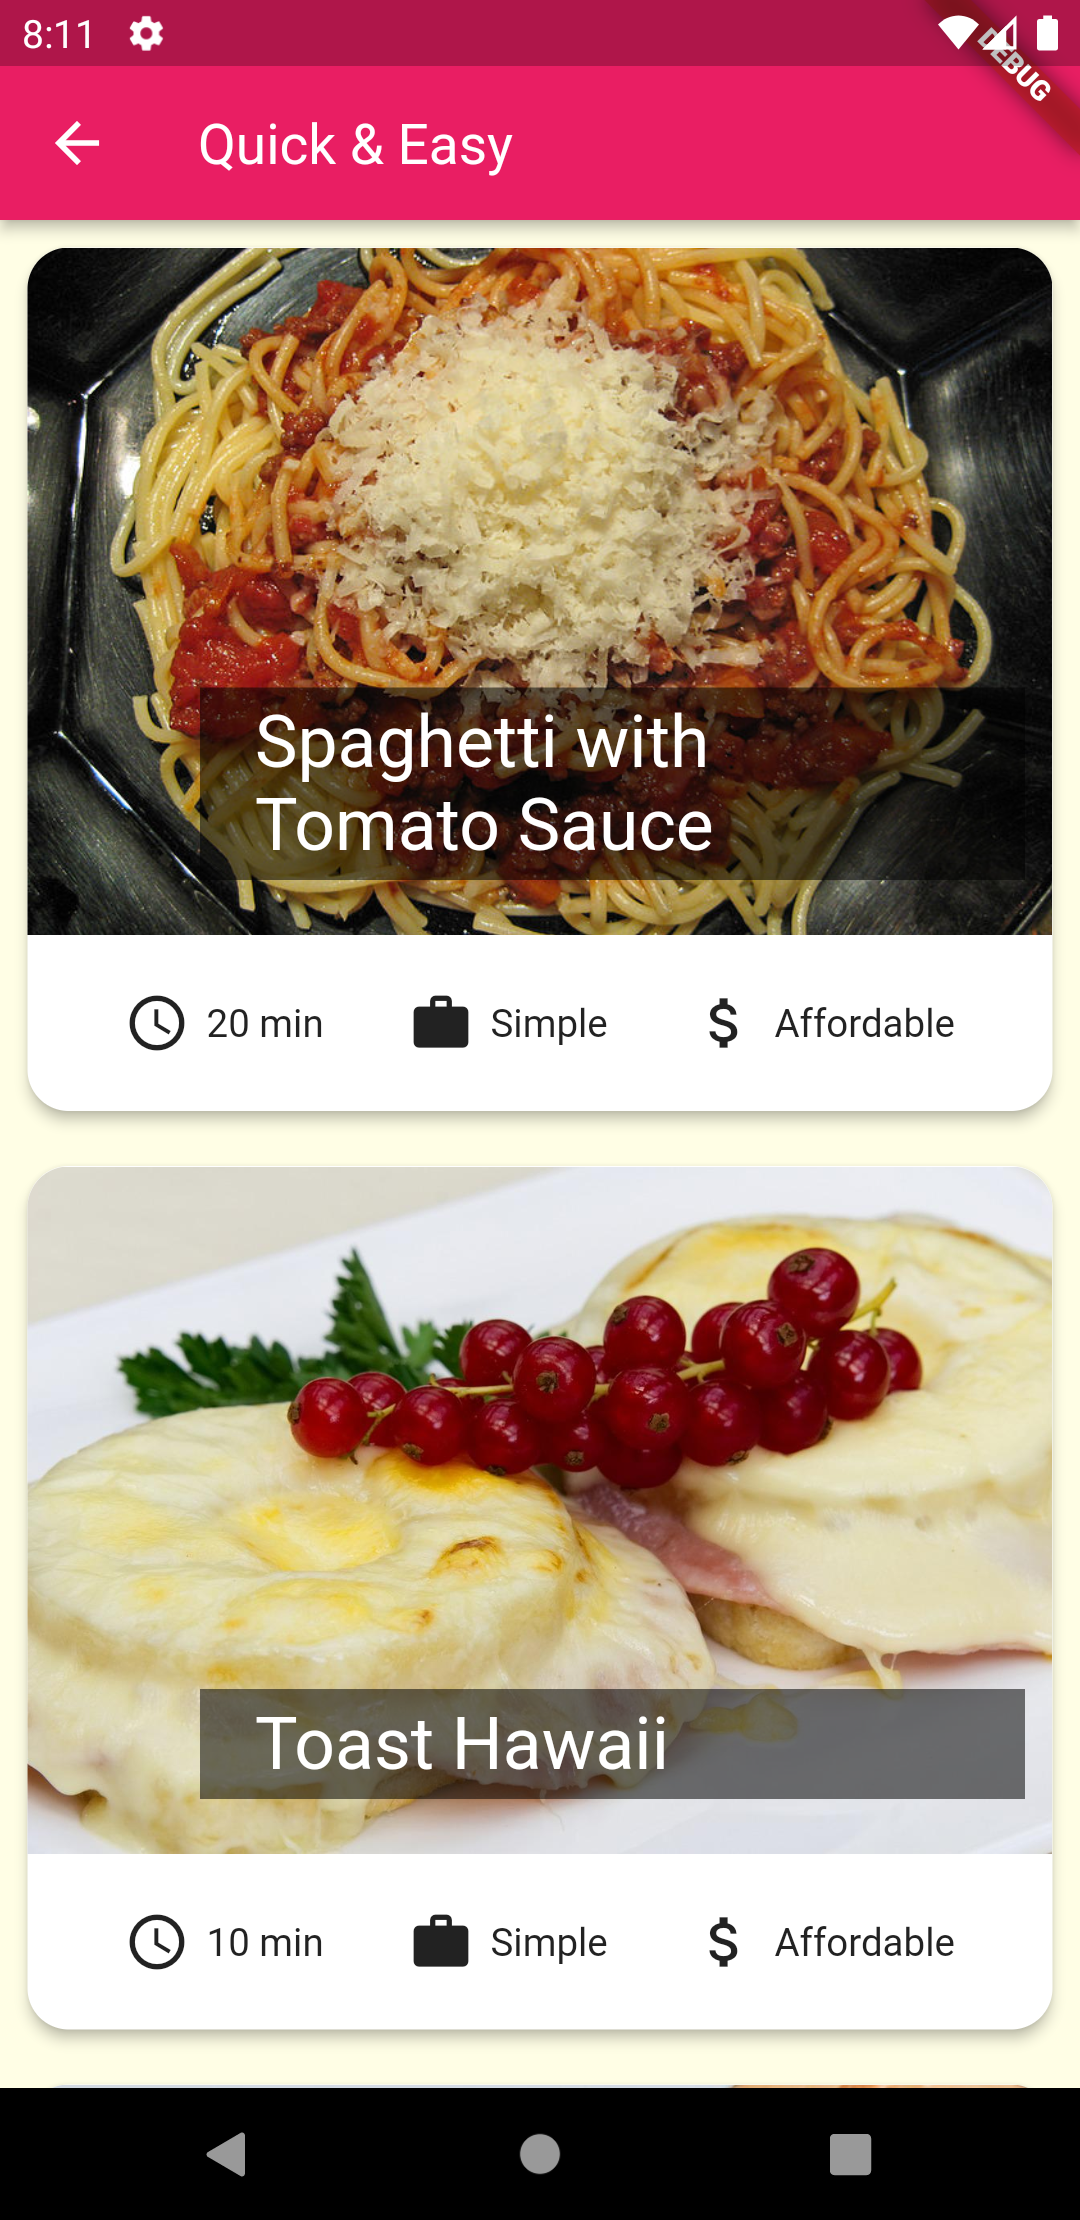 8:11
DEBUG
Quick & Easy
Spaghetti with
Tomato Sauce
20 min Simple $ Affordable
Toast Hawaii
10 min Simple $ Affordable